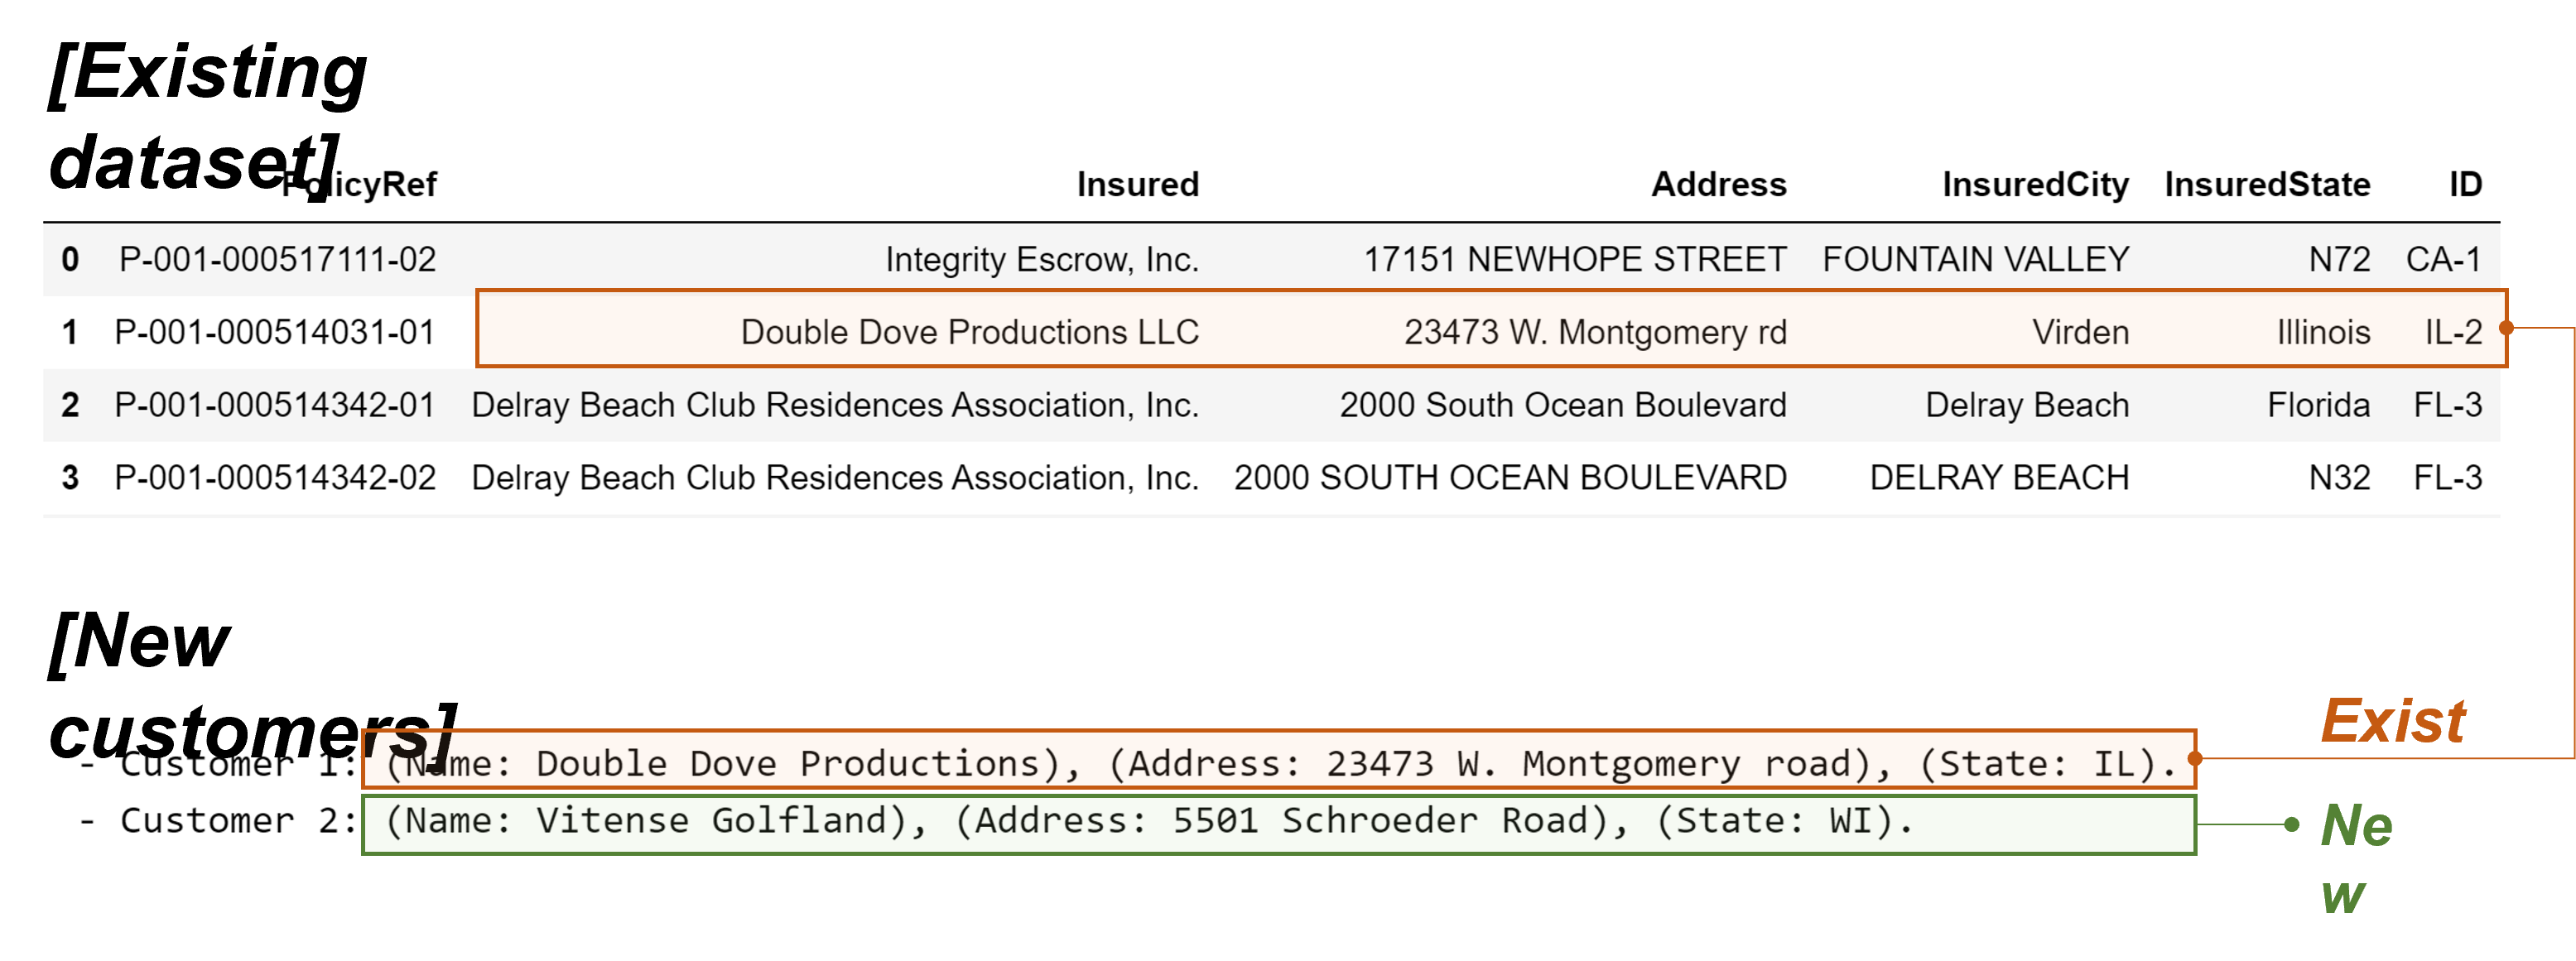 [Existing
dataset]
PolicyRef Insured Address InsuredCity InsuredState ID
0 P-001-000517111-02 Integrity Escrow, Inc. 17151 NEWHOPE STREET FOUNTAIN VALLEY N72 CA-1
1 P-001-000514031-01 Double Dove Productions LLC 23473 W. Montgomery rd Virden Illinois IL-2
2 P-001-000514342-01 Delray Beach Club Residences Association, Inc. 2000 South Ocean Boulevard Delray Beach Florida FL-3
3 P-001-000514342-02 Delray Beach Club Residences Association, Inc. 2000 SOUTH OCEAN BOULEVARD DELRAY BEACH N32 FL-3
[New
customers]
- Customer 1: (Name: Double Dove Productions), (Address: 23473 W. Montgomery road), (State: IL).
Exist
- Customer 2: (Name: Vitense Golfland), (Address: 5501 Schroeder Road), (State: WI).
Ne
w